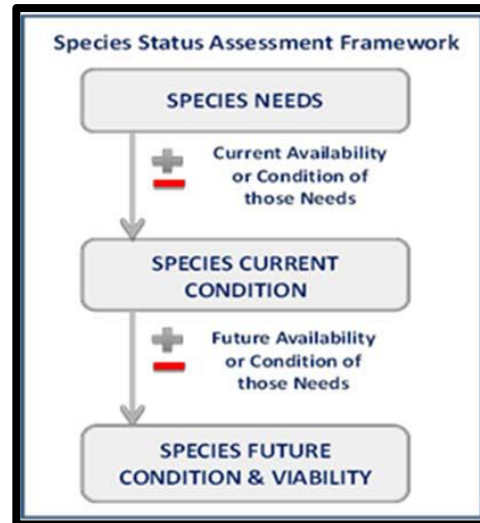 Species Status Assessment Framework
SPECIES NEEDS
Current Availability
or Condition of
those Needs
SPECIES CURRENT
CONDITION
Future Availability
or Condition of
those Needs
SPECIES FUTURE
CONDITION & VIABILITY